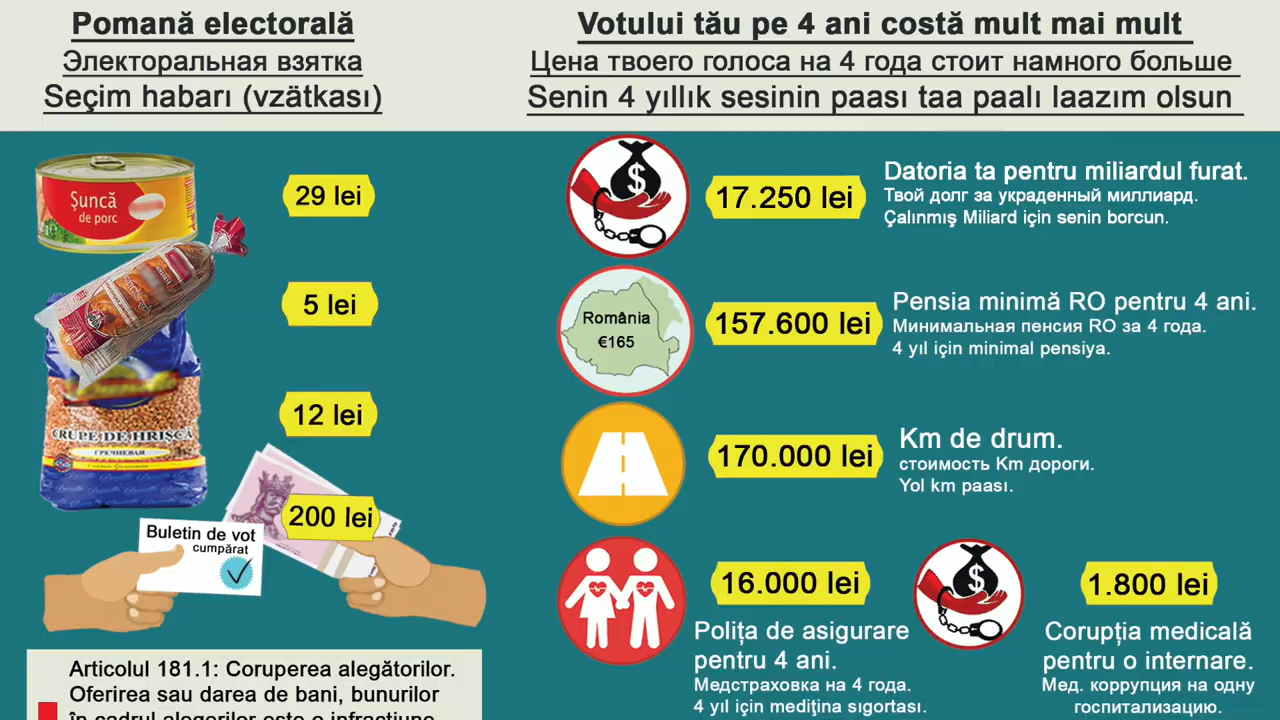 Pomană electorală
Электоральная взятка
Seçim habarı (vzätkası)
Votului tău pe 4 ani costă mult mai mult
Цена твоего голоса на 4 года стоит намного больше
Senin 4 yıllık sesinin paası taa paalı laazım olsun
Şuncă
de porc
29 lei
5 lei
12 lei
CRUPE DE HRIŞCĂ
ГРЕЧНЕВАЯ
200 lei
Buletin de vot
cumpărat
Articolul 181.1: Coruperea alegătorilor.
Oferirea sau darea de bani, bunurilor
în cadrul alegerilor este o infracțiune
$
17.250 lei
Datoria ta pentru miliardul furat.
Твой долг за украденный миллиард.
Çalınmış Miliard için senin borcun.
România
€165
157.600 lei
Pensia minimă RO pentru 4 ani.
Минимальная пенсия RO за 4 года.
4 yıl için minimal pensiya.
170.000 lei
Km de drum.
стоимость Km дороги.
Yol km paası.
16.000 lei
Polița de asigurare
pentru 4 ani.
Медстраховка на 4 года.
4 yıl için mediţina sıgortası.
$
1.800 lei
Corupția medicală
pentru o internare.
Мед. коррупция на одну
госпитализацию.